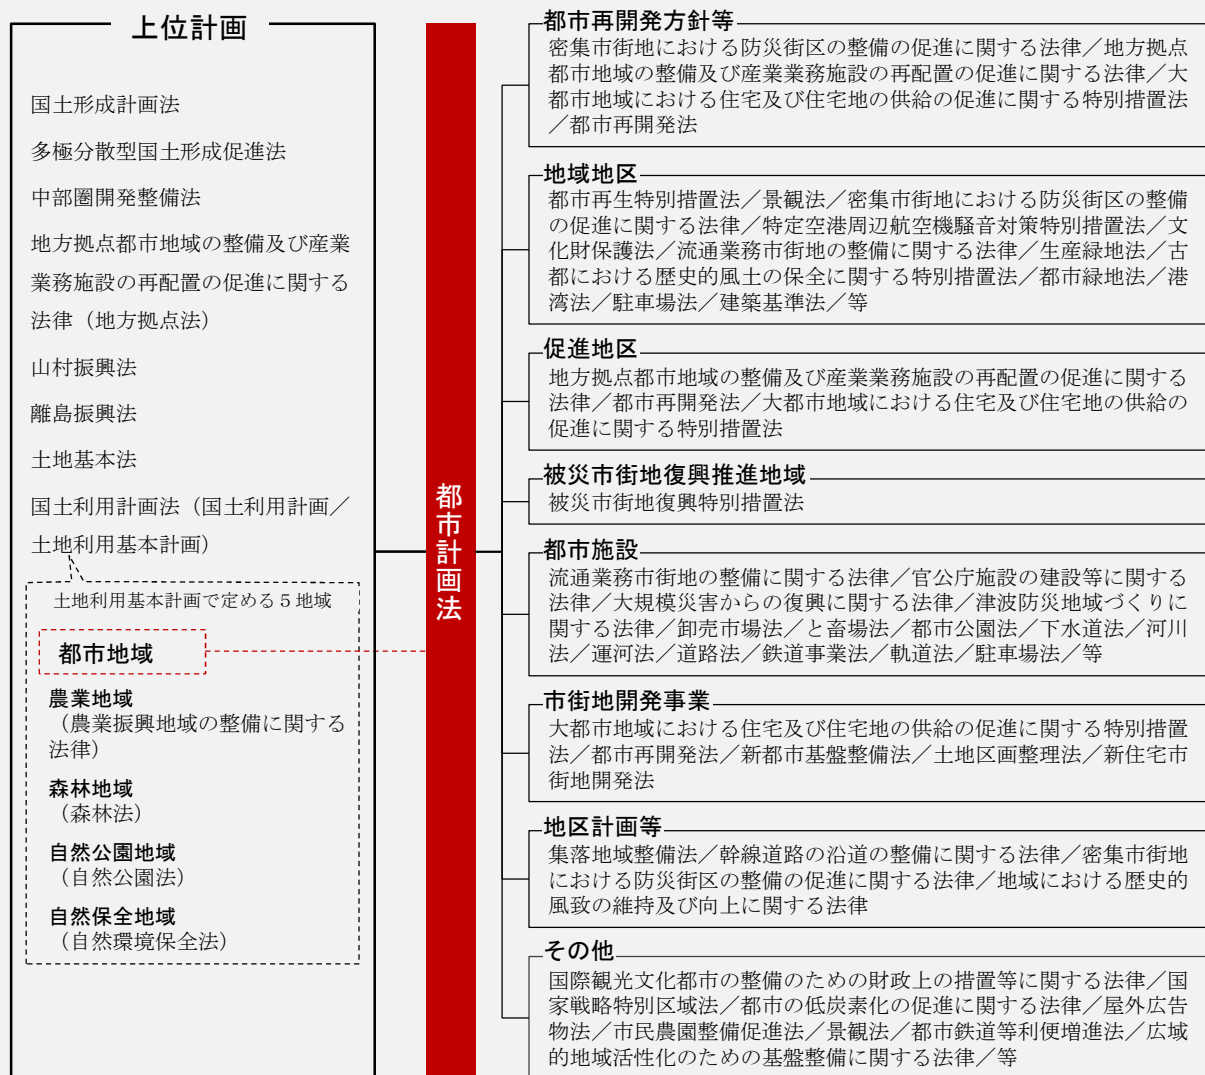 上位計画
国土形成計画法
多極分散型国土形成促進法
中部圏開発整備法
地方拠点都市地域の整備及び産業
業務施設の再配置の促進に関する
法律（地方拠点法）
山村振興法
離島振興法
土地基本法
国土利用計画法（国土利用計画／
土地利用基本計画）
土地利用基本計画で定める５地域
都市地域
農業地域
（農業振興地域の整備に関する
法律）
森林地域
（森林法）
自然公園地域
（自然公園法）
自然保全地域
（自然環境保全法）
都市計画法
都市再開発方針等
密集市街地における防災街区の整備の促進に関する法律／地方拠点
都市地域の整備及び産業業務施設の再配置の促進に関する法律／大
都市地域における住宅及び住宅地の供給の促進に関する特別措置法
／都市再開発法
地域地区
都市再生特別措置法／景観法／密集市街地における防災街区の整備
の促進に関する法律／特定空港周辺航空機騒音対策特別措置法／文
化財保護法／流通業務市街地の整備に関する法律／生産緑地法／古
都における歴史的風土の保全に関する特別措置法／都市緑地法／港
湾法／駐車場法／建築基準法／等
促進地区
地方拠点都市地域の整備及び産業業務施設の再配置の促進に関する
法律／都市再開発法／大都市地域における住宅及び住宅地の供給の
促進に関する特別措置法
被災市街地復興推進地域
被災市街地復興特別措置法
都市施設
流通業務市街地の整備に関する法律／官公庁施設の建設等に関する
法律／大規模災害からの復興に関する法律／津波防災地域づくりに
関する法律／卸売市場法／と畜場法／都市公園法／下水道法／河川
法／運河法／道路法／鉄道事業法／軌道法／駐車場法／等
市街地開発事業
大都市地域における住宅及び住宅地の供給の促進に関する特別措置
法／都市再開発法／新都市基盤整備法／土地区画整理法／新住宅市
街地開発法
地区計画等
集落地域整備法／幹線道路の沿道の整備に関する法律／密集市街地
における防災街区の整備の促進に関する法律／地域における歴史的
風致の維持及び向上に関する法律
その他
国際観光文化都市の整備のための財政上の措置等に関する法律／国
家戦略特別区域法／都市の低炭素化の促進に関する法律／屋外広告
物法／市民農園整備促進法／景観法／都市鉄道等利便増進法／広域
的地域活性化のための基盤整備に関する法律／等